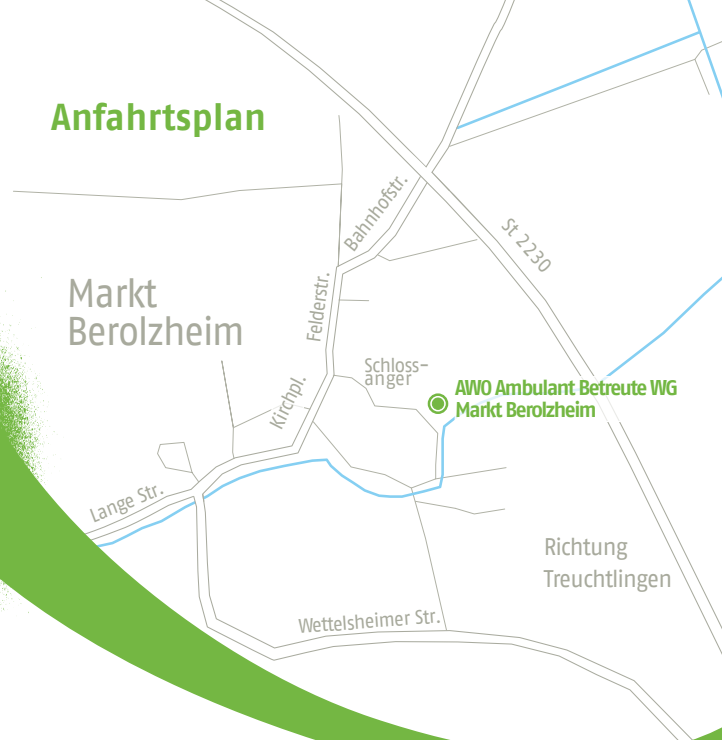 Anfahrtsplan
Bahnhofstr.
St 2230
Markt
Berolzheim
Felderstr.
Schloss-
anger
Kirchpl.
AWO Ambulant Betreute WG
Markt Berolzheim
Lange Str.
Richtung
Treuchtlingen
Wettelsheimer Str.